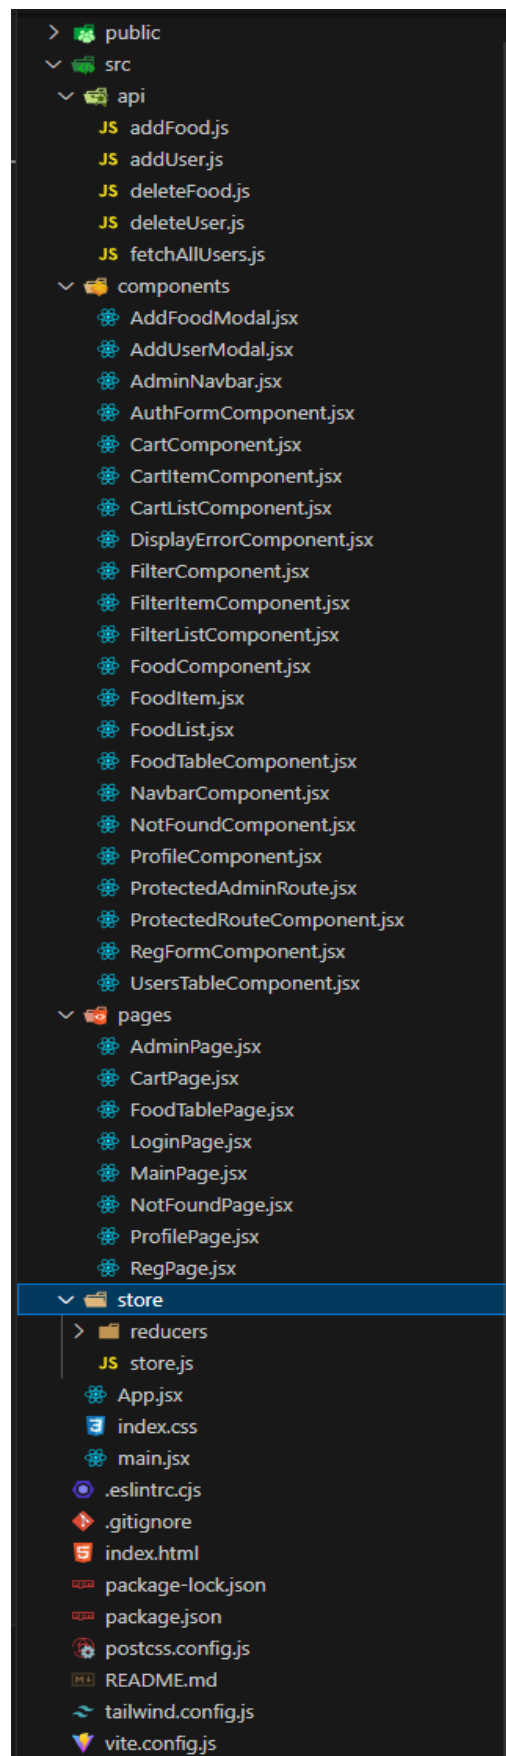 public
src
api
JS addFood.js
JS addUser.js
JS deleteFood.js
JS deleteUser.js
JS fetchAllUsers.js
components
AddFoodModal.jsx
AddUserModal.jsx
AdminNavbar.jsx
AuthFormComponent.jsx
CartComponent.jsx
CartItemComponent.jsx
CartListComponent.jsx
DisplayErrorComponent.jsx
FilterComponent.jsx
FilterItemComponent.jsx
FilterListComponent.jsx
FoodComponent.jsx
FoodItem.jsx
FoodList.jsx
FoodTableComponent.jsx
NavbarComponent.jsx
NotFoundComponent.jsx
ProfileComponent.jsx
ProtectedAdminRoute.jsx
ProtectedRouteComponent.jsx
RegFormComponent.jsx
UsersTableComponent.jsx
pages
AdminPage.jsx
CartPage.jsx
FoodTablePage.jsx
LoginPage.jsx
MainPage.jsx
NotFoundPage.jsx
ProfilePage.jsx
RegPage.jsx
store
reducers
JS store.js
App.jsx
index.css
main.jsx
.eslintrc.cjs
.gitignore
index.html
package-lock.json
package.json
postcss.config.js
README.md
tailwind.config.js
vite.config.js